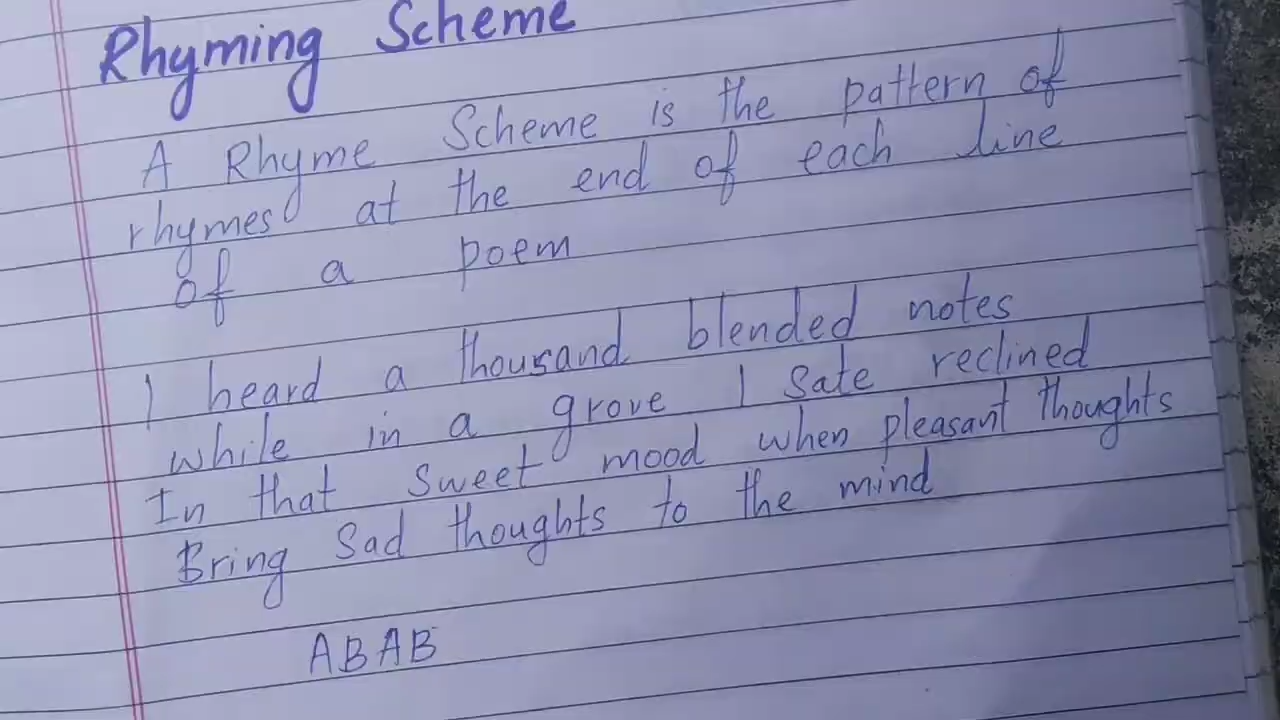 Rhyming Scheme
A Rhyme Scheme is the pattern of
rhymes at the end of each line
of a poem
I heard a thousand blended notes
while in a grove I sate reclined
In that sweet mood when pleasant thoughts
Bring sad thoughts to the mind
ABAB